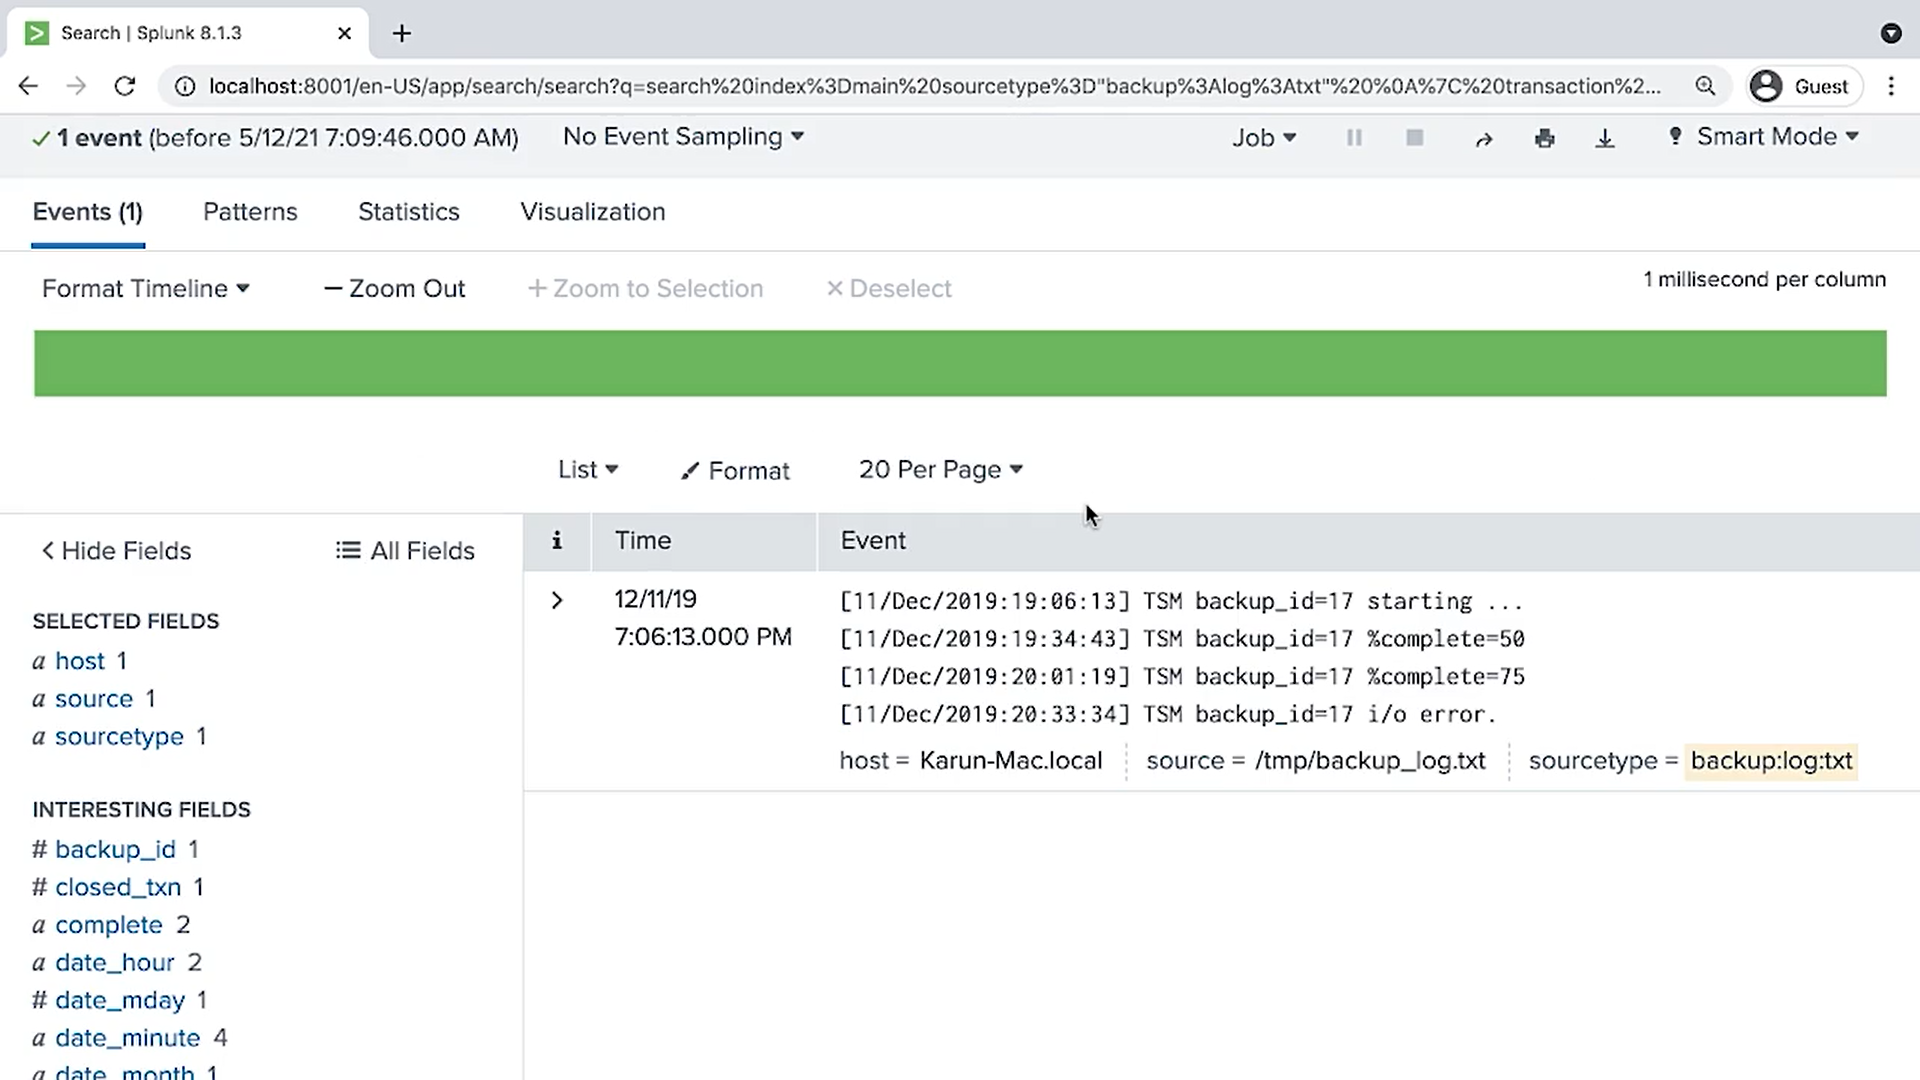 Search | Splunk 8.1.3
localhost:8001/en-US/app/search/search?q=search%20index%3Dmain%20sourcetype%3D"backup%3Alog%3Atxt"%20%0A%7C%20transaction%2...
Guest
1 event (before 5/12/21 7:09:46.000 AM)
No Event Sampling
Job
Smart Mode
Events (1)
Patterns
Statistics
Visualization
Format Timeline
— Zoom Out
+ Zoom to Selection
× Deselect
1 millisecond per column
List
Format
20 Per Page
< Hide Fields
All Fields
i
Time
Event
SELECTED FIELDS
a host 1
a source 1
a sourcetype 1
INTERESTING FIELDS
# backup_id 1
# closed_txn 1
a complete 2
a date_hour 2
# date_mday 1
a date_minute 4
a date_month 1
>
12/11/19
7:06:13.000 PM
[11/Dec/2019:19:06:13] TSM backup_id=17 starting ...
[11/Dec/2019:19:34:43] TSM backup_id=17 %complete=50
[11/Dec/2019:20:01:19] TSM backup_id=17 %complete=75
[11/Dec/2019:20:33:34] TSM backup_id=17 i/o error.
host = Karun-Mac.local
source = /tmp/backup_log.txt
sourcetype = backup:log:txt